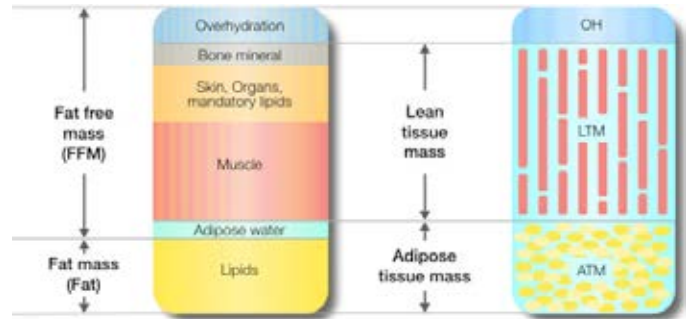 Overhydration
Bone mineral
Skin, Organs,
mandatory lipids
Muscle
Adipose water
Lipids
Fat free
mass
(FFM)
Fat mass
(Fat)
Lean
tissue
mass
Adipose
tissue mass
OH
LTM
ATM